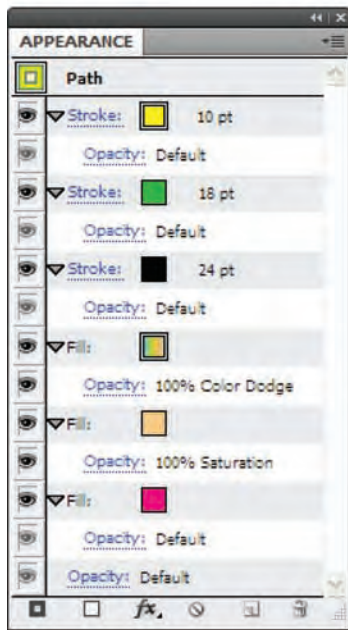 APPEARANCE
Path
Stroke: 10 pt
Opacity: Default
Stroke: 18 pt
Opacity: Default
Stroke: 24 pt
Opacity: Default
Fill:
Opacity: 100% Color Dodge
Fill:
Opacity: 100% Saturation
Fill:
Opacity: Default
Opacity: Default
fx